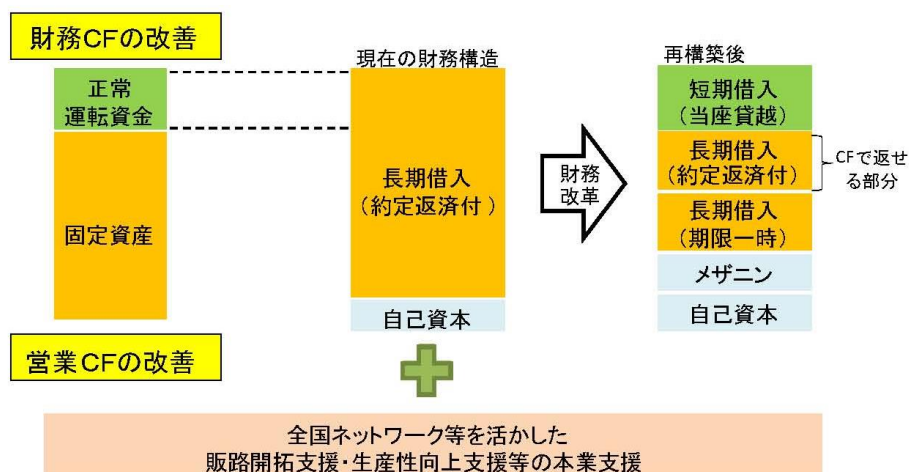 財務CFの改善
正常
運転資金
固定資産
現在の財務構造
長期借入
(約定返済付)
自己資本
財務
改革
再構築後
短期借入
(当座貸越)
長期借入
(約定返済付)
長期借入
(期限一時)
メザニン
自己資本
CFで返せ
る部分
営業CFの改善
全国ネットワーク等を活かした
販路開拓支援・生産性向上支援等の本業支援